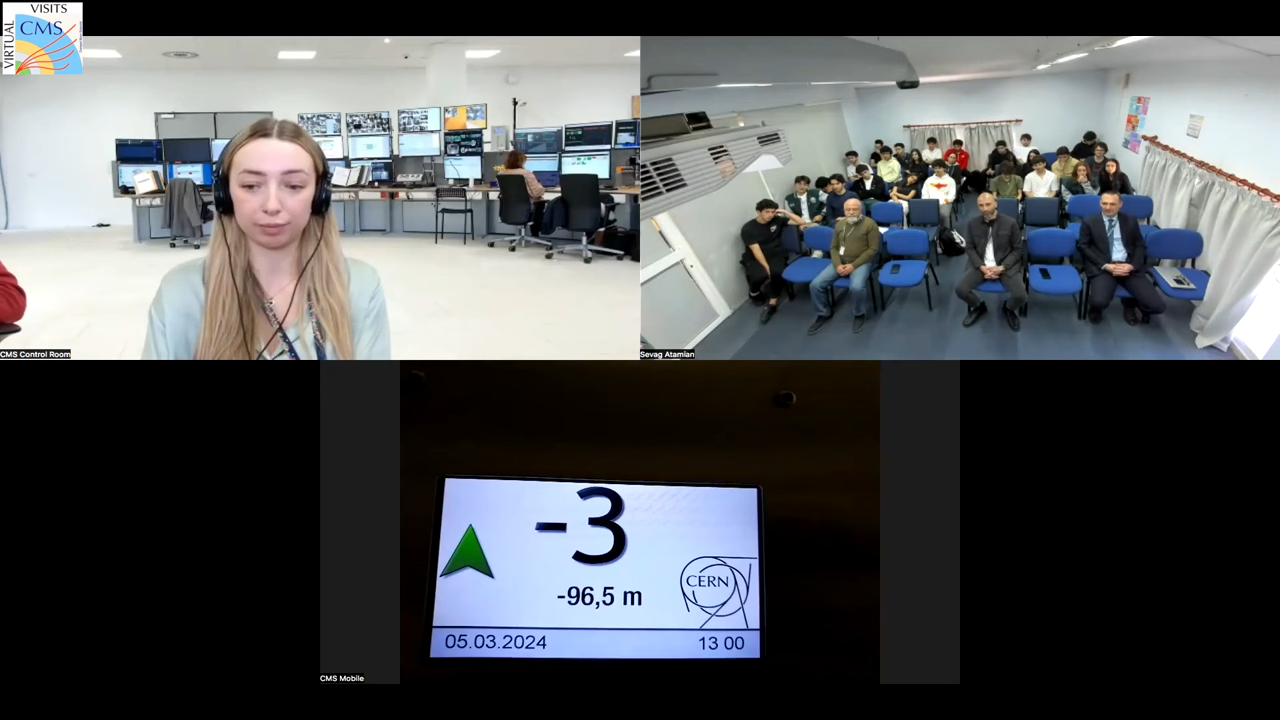 VISITS
VIRTUAL
CMS
CMS Control Room
Sevag Atamian
-3
-96,5 m
CERN
05.03.2024
13 00
CMS Mobile